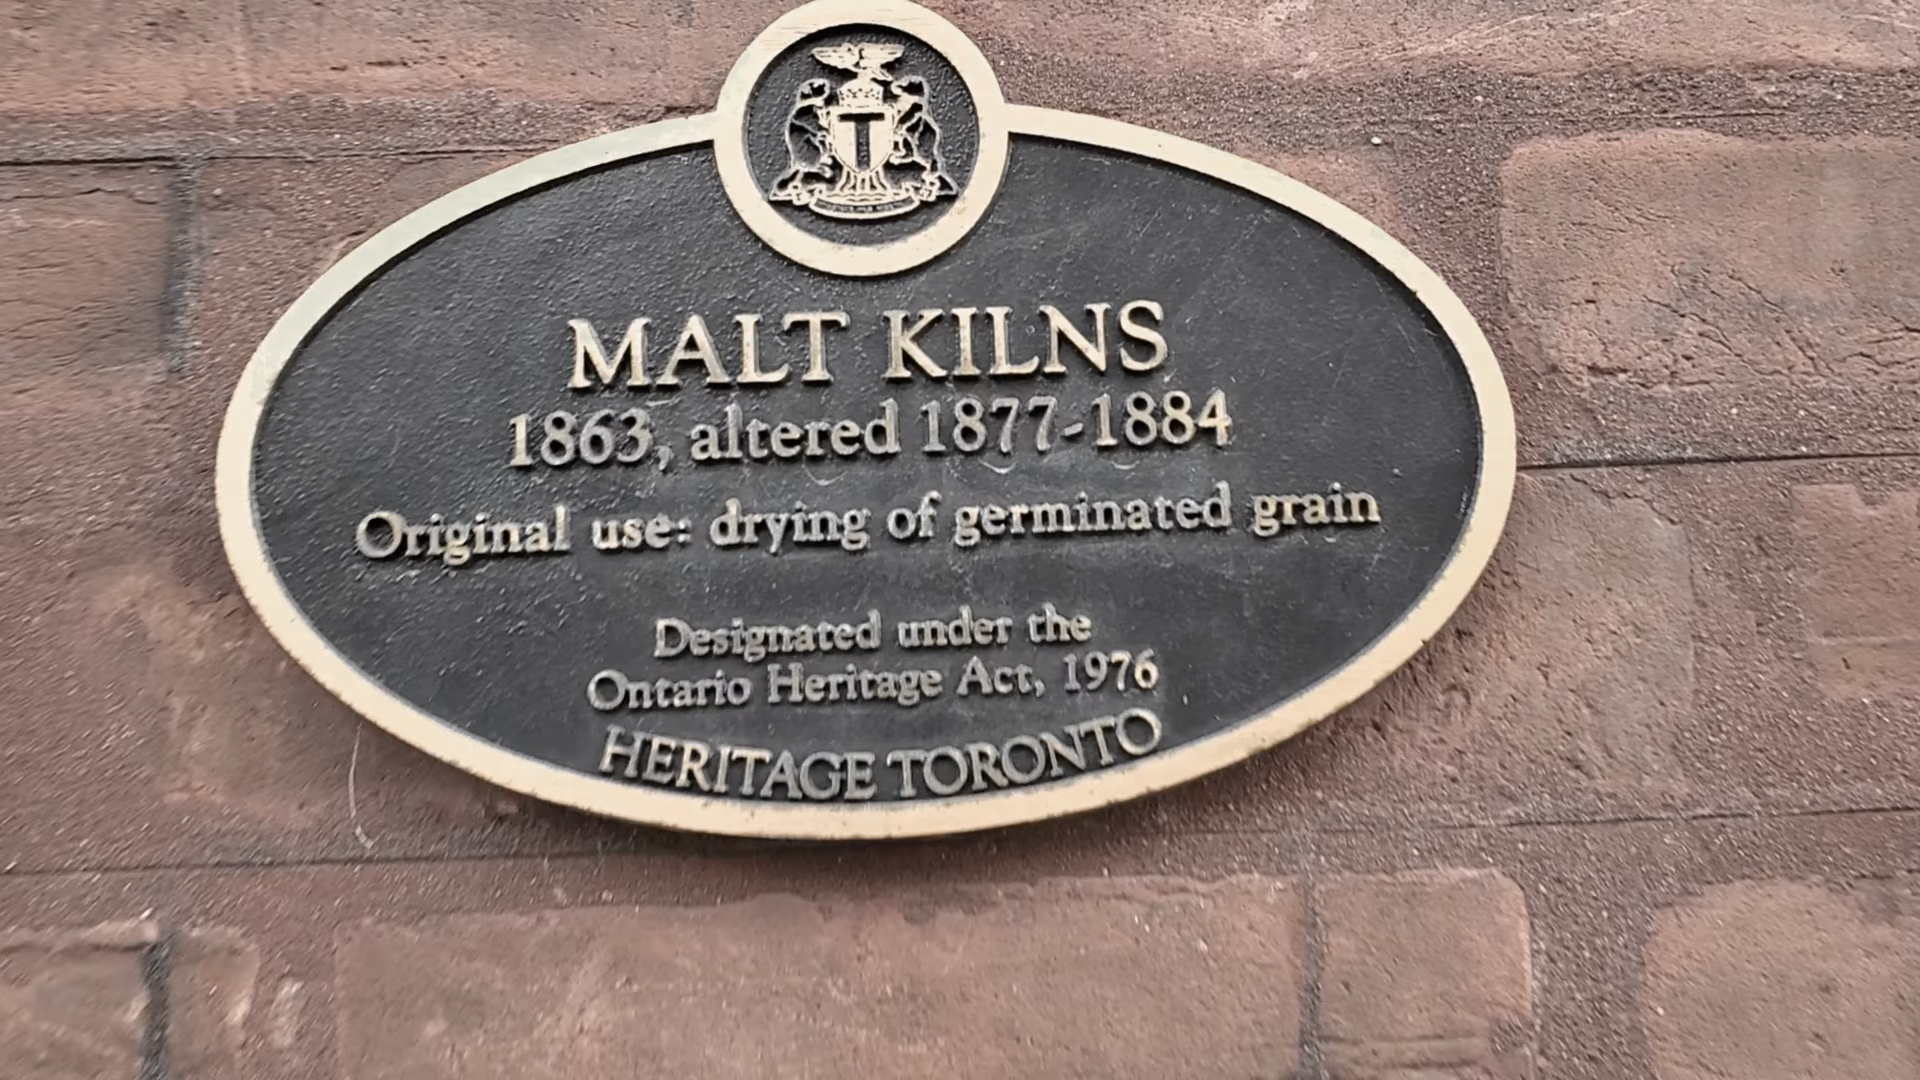 T
MALT KILNS
1863, altered 1877-1884
Original use: drying of germinated grain
Designated under the
Ontario Heritage Act, 1976
HERITAGE TORONTO